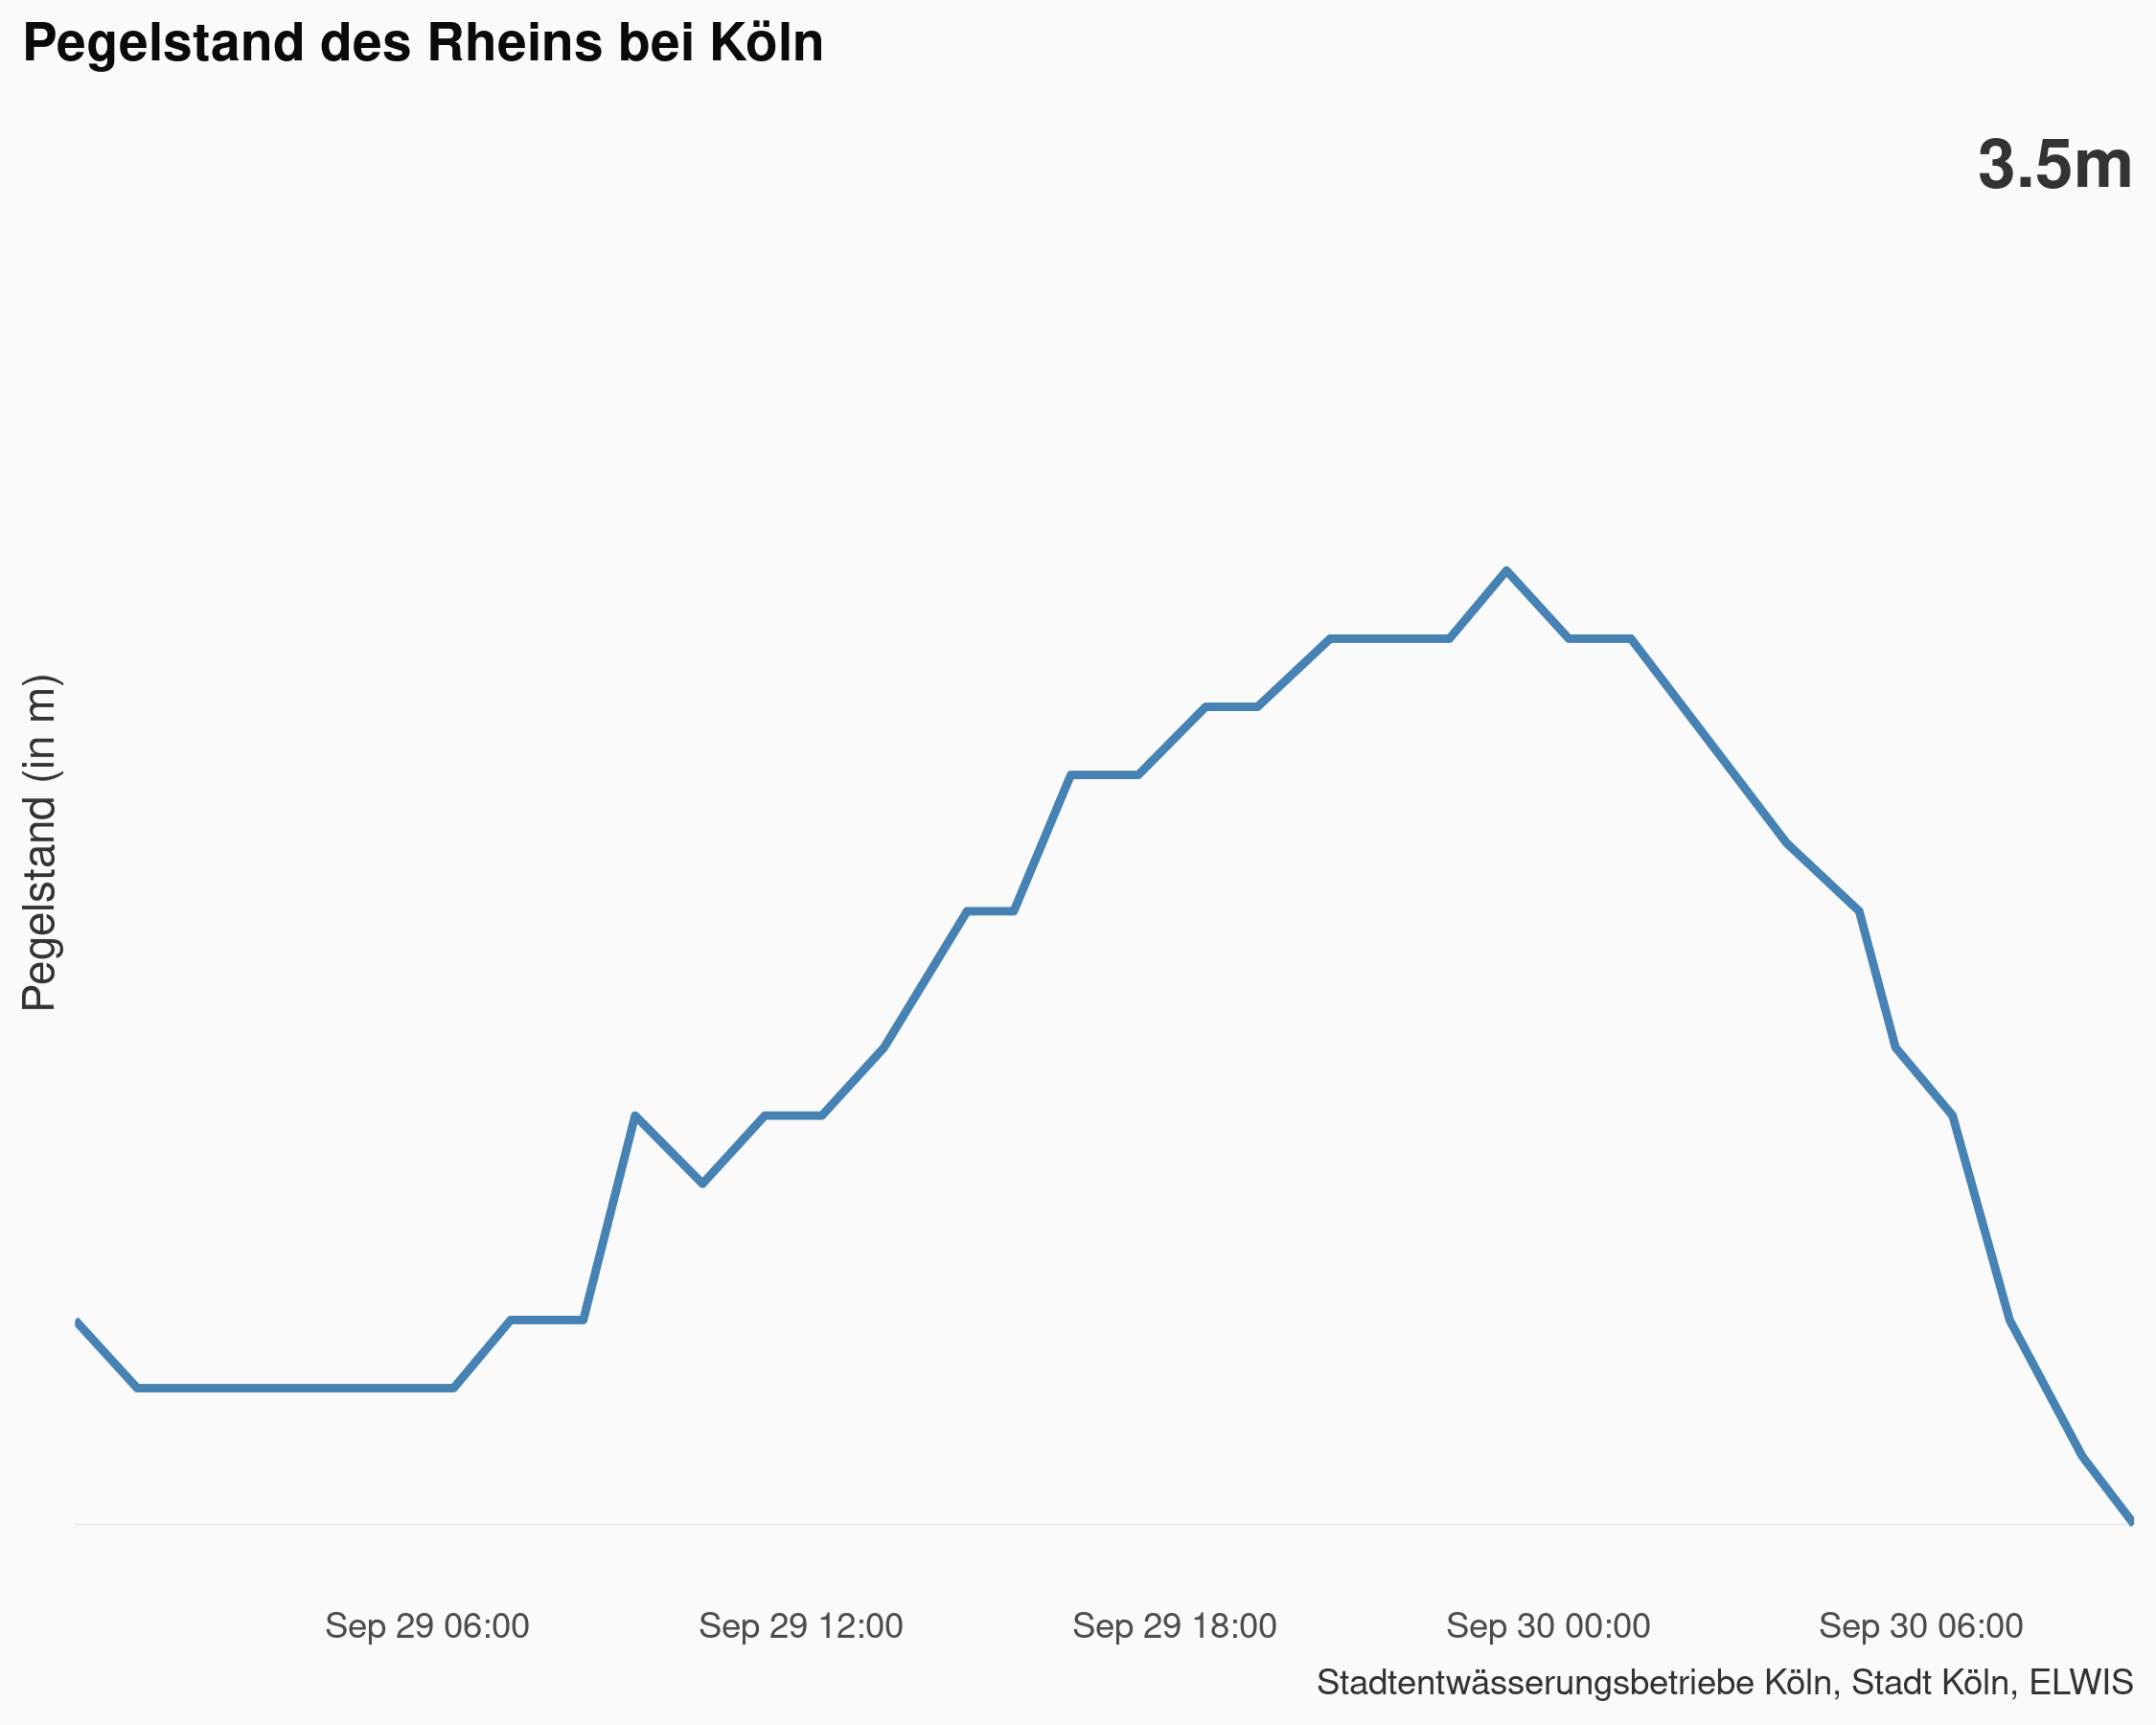 Pegelstand des Rheins bei Köln
3.5m
Pegelstand (in m)
Sep 29 06:00
Sep 29 12:00
Sep 29 18:00
Sep 30 00:00
Sep 30 06:00
Stadtentwässerungsbetriebe Köln, Stadt Köln, ELWIS